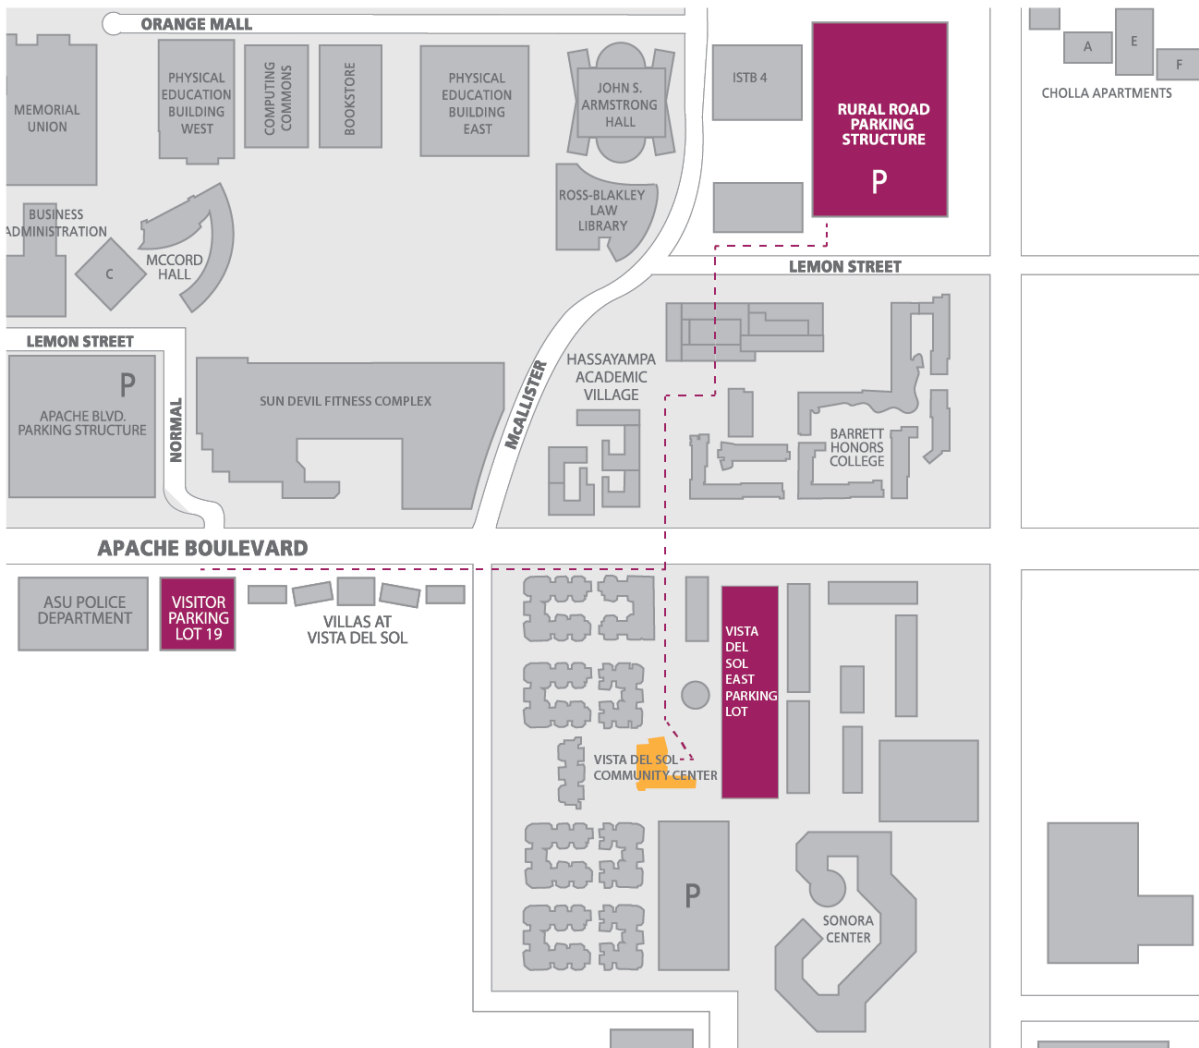 ORANGE MALL
MEMORIAL
UNION
PHYSICAL
EDUCATION
BUILDING
WEST
COMPUTING
COMMONS
BOOKSTORE
PHYSICAL
EDUCATION
BUILDING
EAST
JOHN S.
ARMSTRONG
HALL
ISTB 4
RURAL ROAD
PARKING
STRUCTURE
P
A
E
F
CHOLLA APARTMENTS
BUSINESS
ADMINISTRATION
C
MCCORD
HALL
ROSS-BLAKLEY
LAW
LIBRARY
LEMON STREET
LEMON STREET
P
APACHE BLVD.
PARKING STRUCTURE
NORMAL
SUN DEVIL FITNESS COMPLEX
McALLISTER
HASSAYAMPA
ACADEMIC
VILLAGE
BARRETT
HONORS
COLLEGE
APACHE BOULEVARD
ASU POLICE
DEPARTMENT
VISITOR
PARKING
LOT 19
VILLAS AT
VISTA DEL SOL
VISTA
DEL
SOL
EAST
PARKING
LOT
VISTA DEL SOL
COMMUNITY CENTER
P
SONORA
CENTER